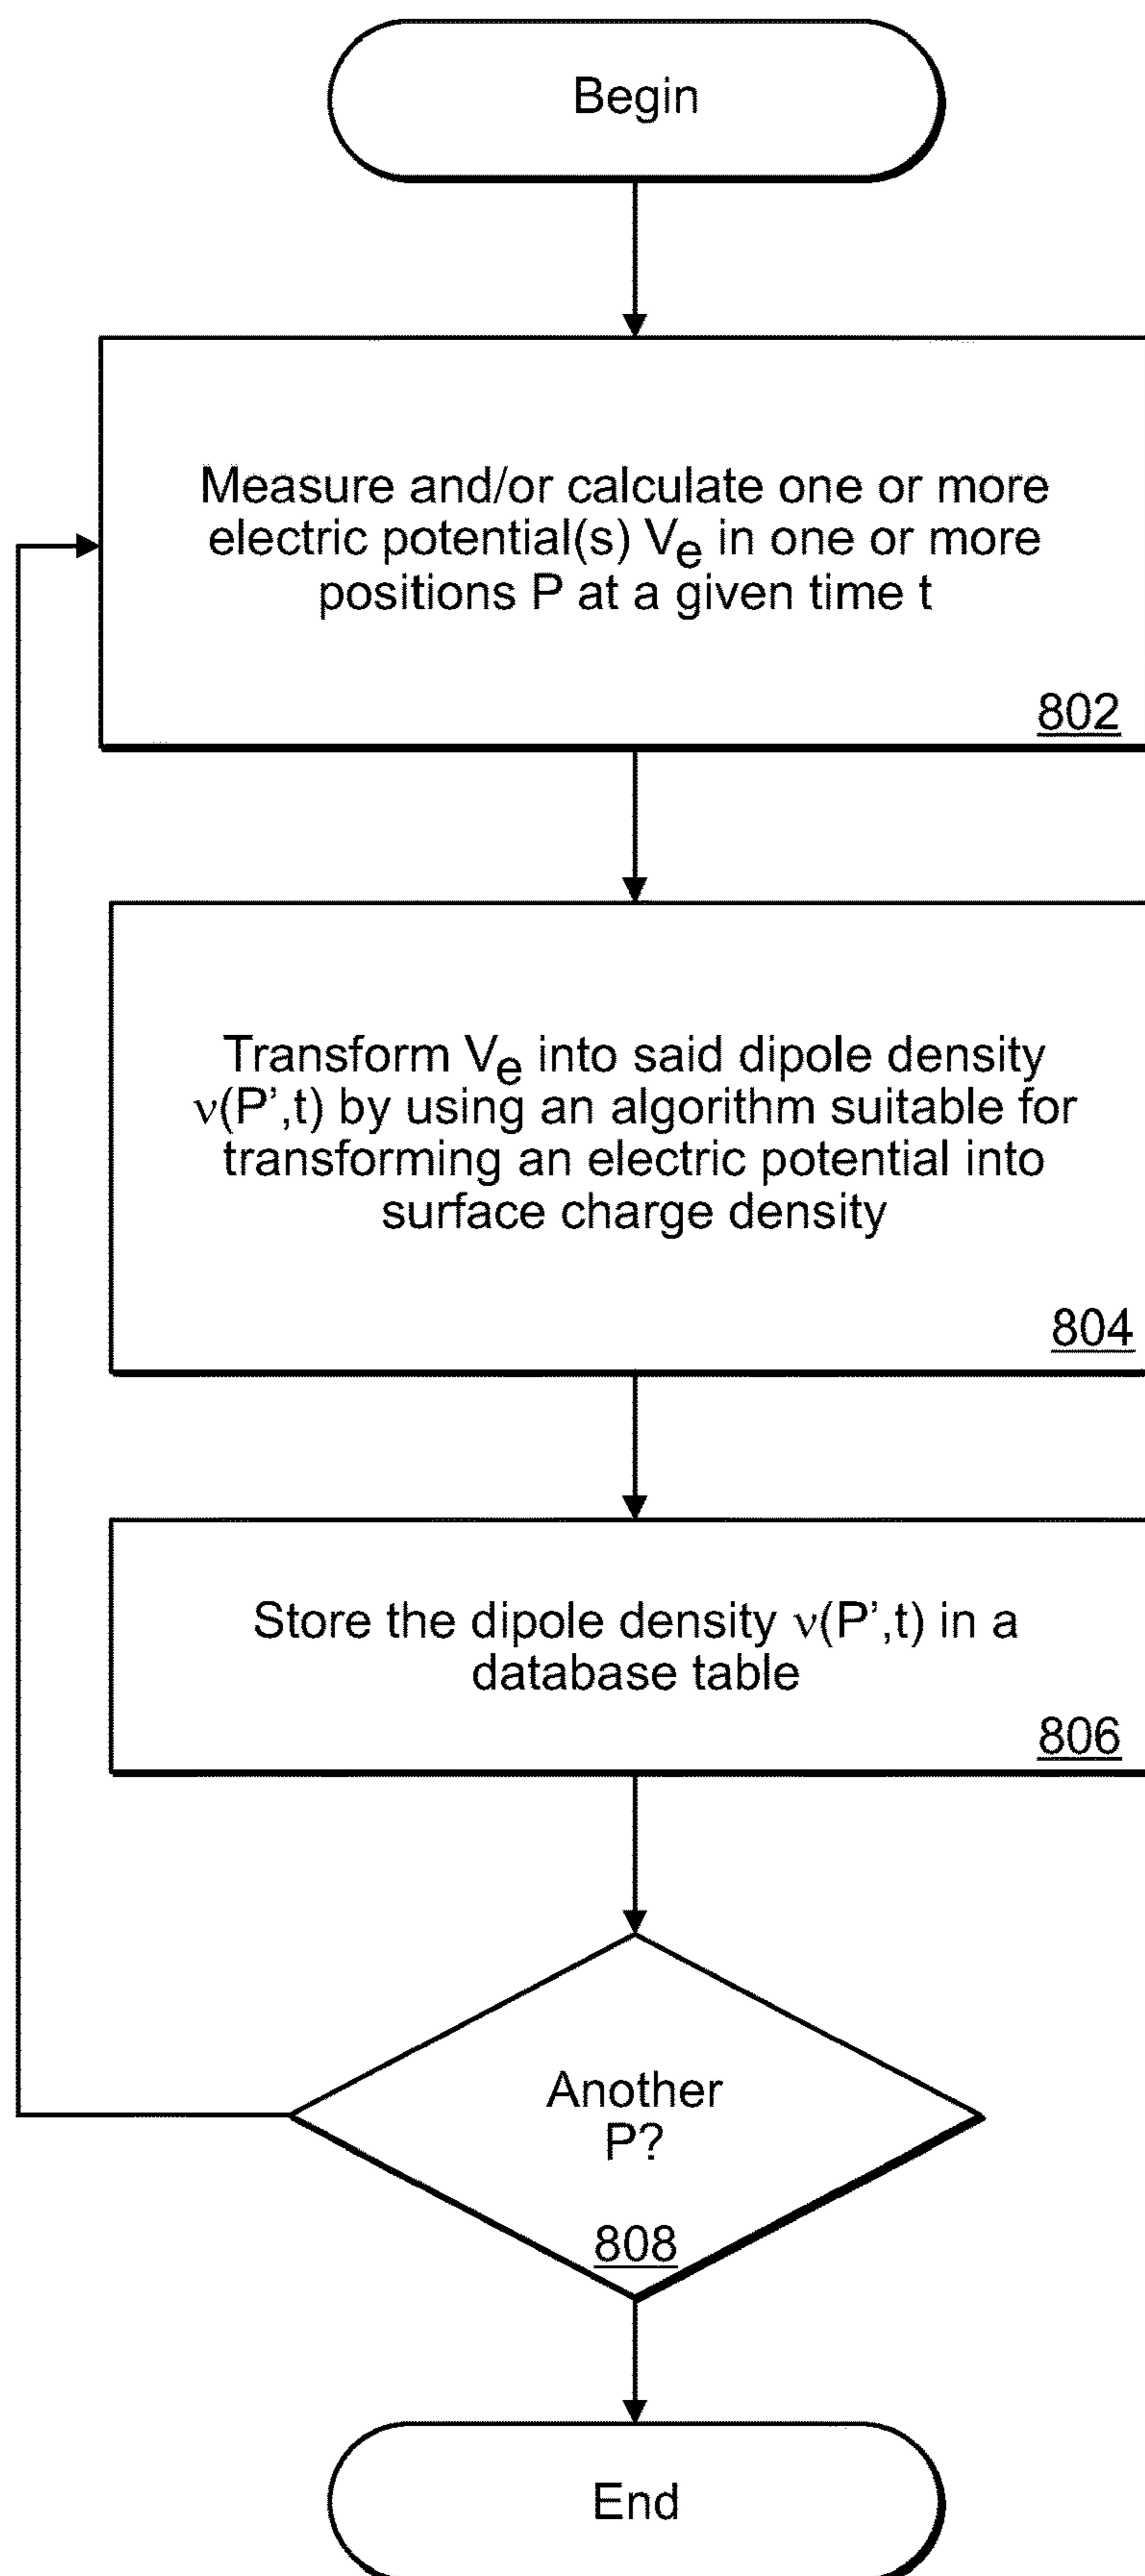 Begin
Measure and/or calculate one or more
electric potential(s) Ve in one or more
positions P at a given time t
802
Transform Ve into said dipole density
ν(P’,t) by using an algorithm suitable for
transforming an electric potential into
surface charge density
804
Store the dipole density ν(P’,t) in a
database table
806
Another
P?
808
End